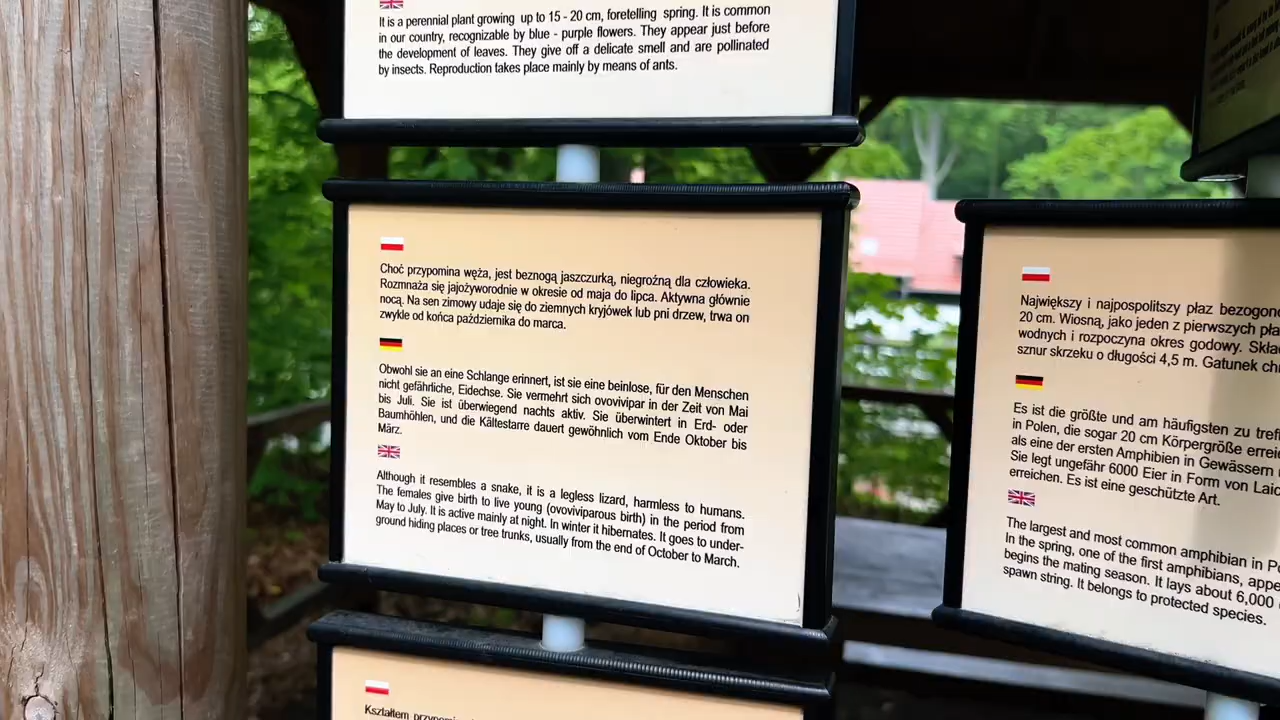 It is a perennial plant growing up to 15 - 20 cm, foretelling spring. It is common
in our country, recognizable by blue - purple flowers. They appear just before
the development of leaves. They give off a delicate smell and are pollinated
by insects. Reproduction takes place mainly by means of ants.
Choć przypomina węża, jest beznogą jaszczurką, niegroźną dla człowieka.
Rozmnaża się jajożyworodnie w okresie od maja do lipca. Aktywna głównie
nocą. Na sen zimowy udaje się do ziemnych kryjówek lub pni drzew, trwa on
zwykle od końca października do marca.
Obwohl sie an eine Schlange erinnert, ist sie eine beinlose, für den Menschen
nicht gefährliche, Eidechse. Sie vermehrt sich ovovivipar in der Zeit von Mai
bis Juli. Sie ist überwiegend nachts aktiv. Sie überwintert in Erd- oder
Baumhöhlen, und die Kältestarre dauert gewöhnlich vom Ende Oktober bis
März.
Although it resembles a snake, it is a legless lizard, harmless to humans.
The females give birth to live young (ovoviviparous birth) in the period from
May to July. It is active mainly at night. In winter it hibernates. It goes to under-
ground hiding places or tree trunks, usually from the end of October to March.
Kształtem
Największy i najpospolitszy płaz
20 cm. Wiosną, jako jeden z pierwszych
wodnych i rozpoczyna okres godowy.
sznur skrzeku o długości 4,5 m. Gatunek
Es ist die größte und am häufigsten zu
in Polen, die sogar 20 cm Körpergröße
als eine der ersten Amphibien in Gewässern
Sie legt ungefähr 6000 Eier in Form von
erreichen. Es ist eine geschützte Art.
The largest and most common amphibian in
In the spring, one of the first amphibians,
begins the mating season. It lays about 6,000
spawn string. It belongs to protected species.